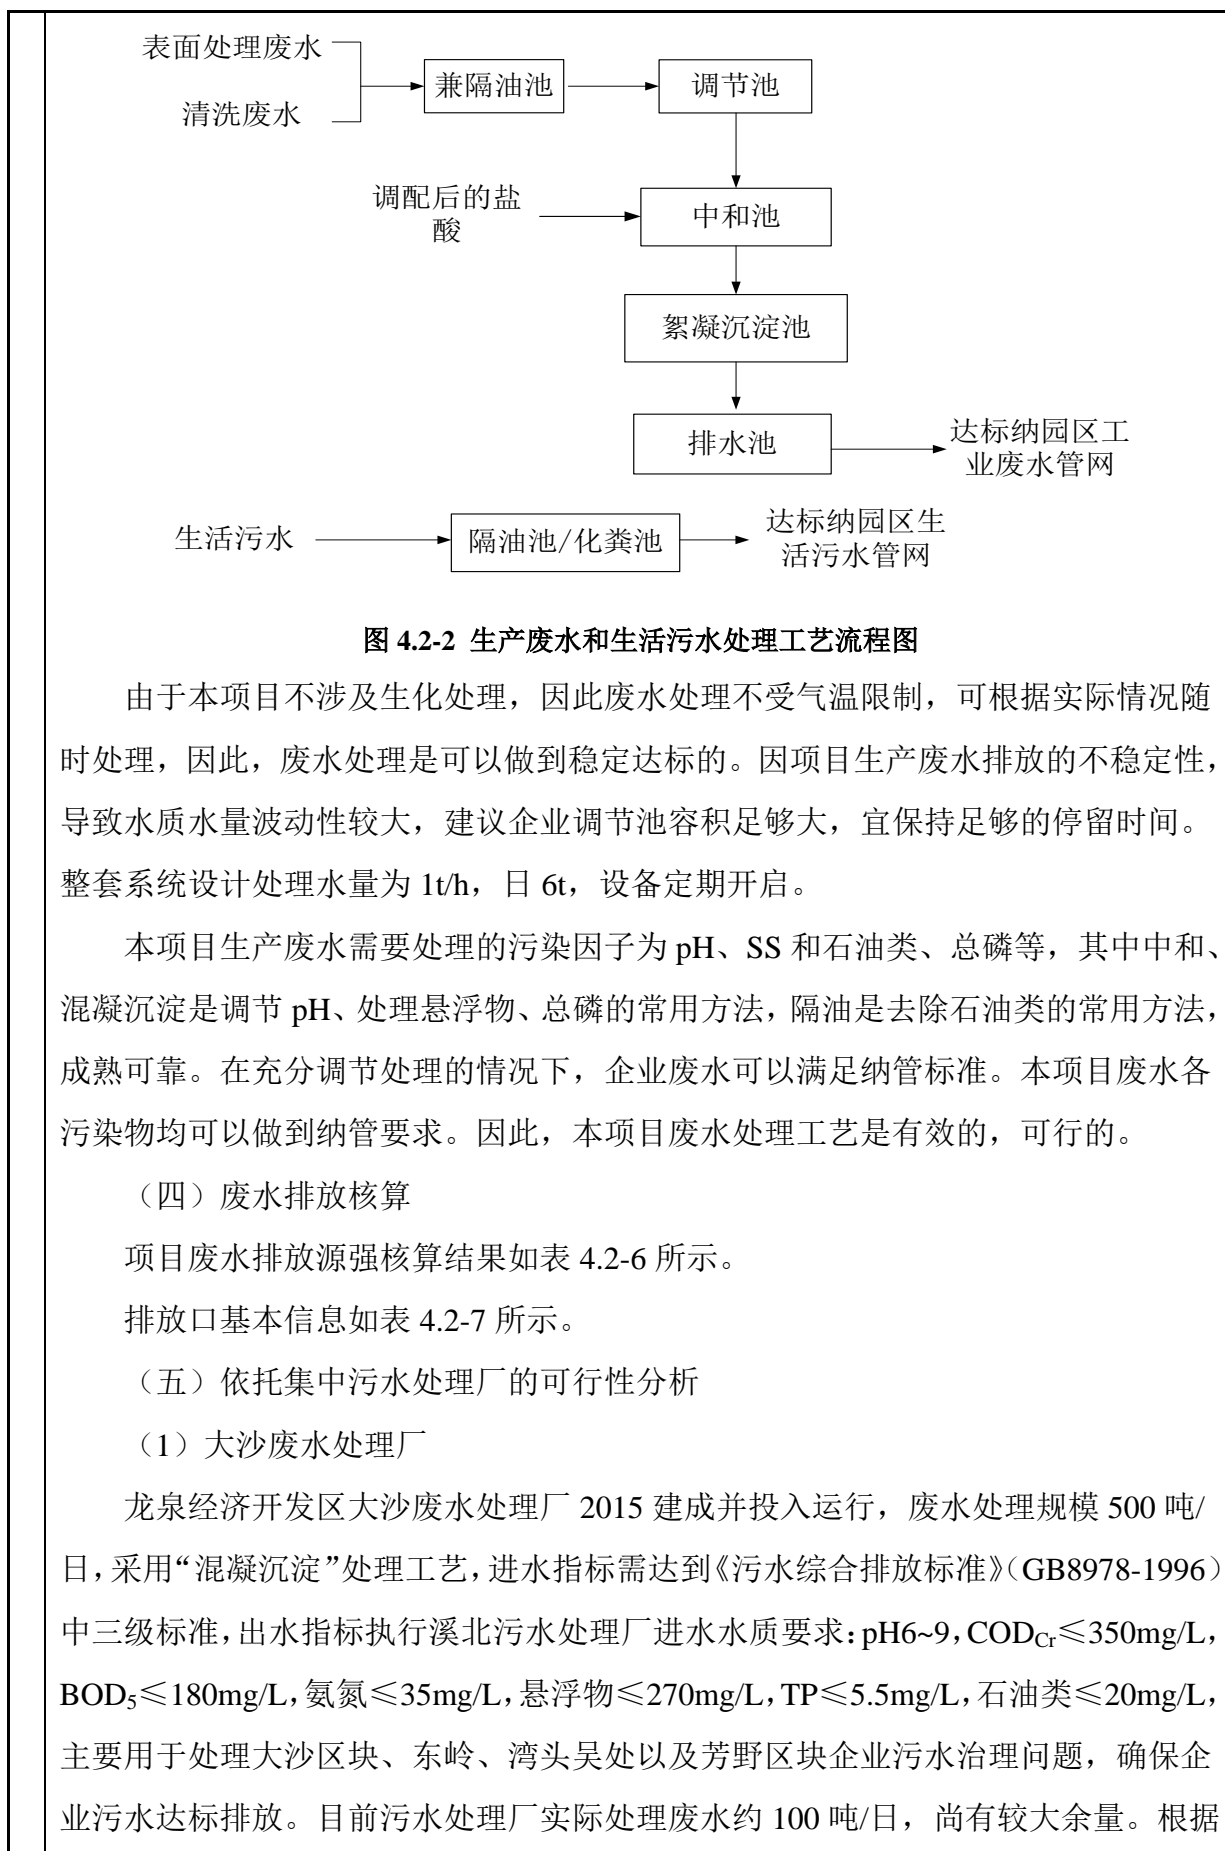 表面处理废水
清洗废水
兼隔油池
调节池
调配后的盐
酸
中和池
絮凝沉淀池
排水池
达标纳园区工
业废水管网
生活污水
隔油池/化粪池
达标纳园区生
活污水管网
图 4.2-2 生产废水和生活污水处理工艺流程图
由于本项目不涉及生化处理，因此废水处理不受气温限制，可根据实际情况随
时处理，因此，废水处理是可以做到稳定达标的。因项目生产废水排放的不稳定性，
导致水质水量波动性较大，建议企业调节池容积足够大，宜保持足够的停留时间。
整套系统设计处理水量为 1t/h，日 6t，设备定期开启。
本项目生产废水需要处理的污染因子为 pH、SS 和石油类、总磷等，其中中和、
混凝沉淀是调节 pH、处理悬浮物、总磷的常用方法，隔油是去除石油类的常用方法，
成熟可靠。在充分调节处理的情况下，企业废水可以满足纳管标准。本项目废水各
污染物均可以做到纳管要求。因此，本项目废水处理工艺是有效的，可行的。
（四）废水排放核算
项目废水排放源强核算结果如表 4.2-6 所示。
排放口基本信息如表 4.2-7 所示。
（五）依托集中污水处理厂的可行性分析
（1）大沙废水处理厂
龙泉经济开发区大沙废水处理厂 2015 建成并投入运行，废水处理规模 500 吨/
日，采用“混凝沉淀”处理工艺，进水指标需达到《污水综合排放标准》（GB8978-1996）
中三级标准，出水指标执行溪北污水处理厂进水水质要求：pH6~9，COD<sub>Cr</sub>≤350mg/L，
BOD<sub>5</sub>≤180mg/L，氨氮≤35mg/L，悬浮物≤270mg/L，TP≤5.5mg/L，石油类≤20mg/L，
主要用于处理大沙区块、东岭、湾头吴处以及芳野区块企业污水治理问题，确保企
业污水达标排放。目前污水处理厂实际处理废水约 100 吨/日，尚有较大余量。根据